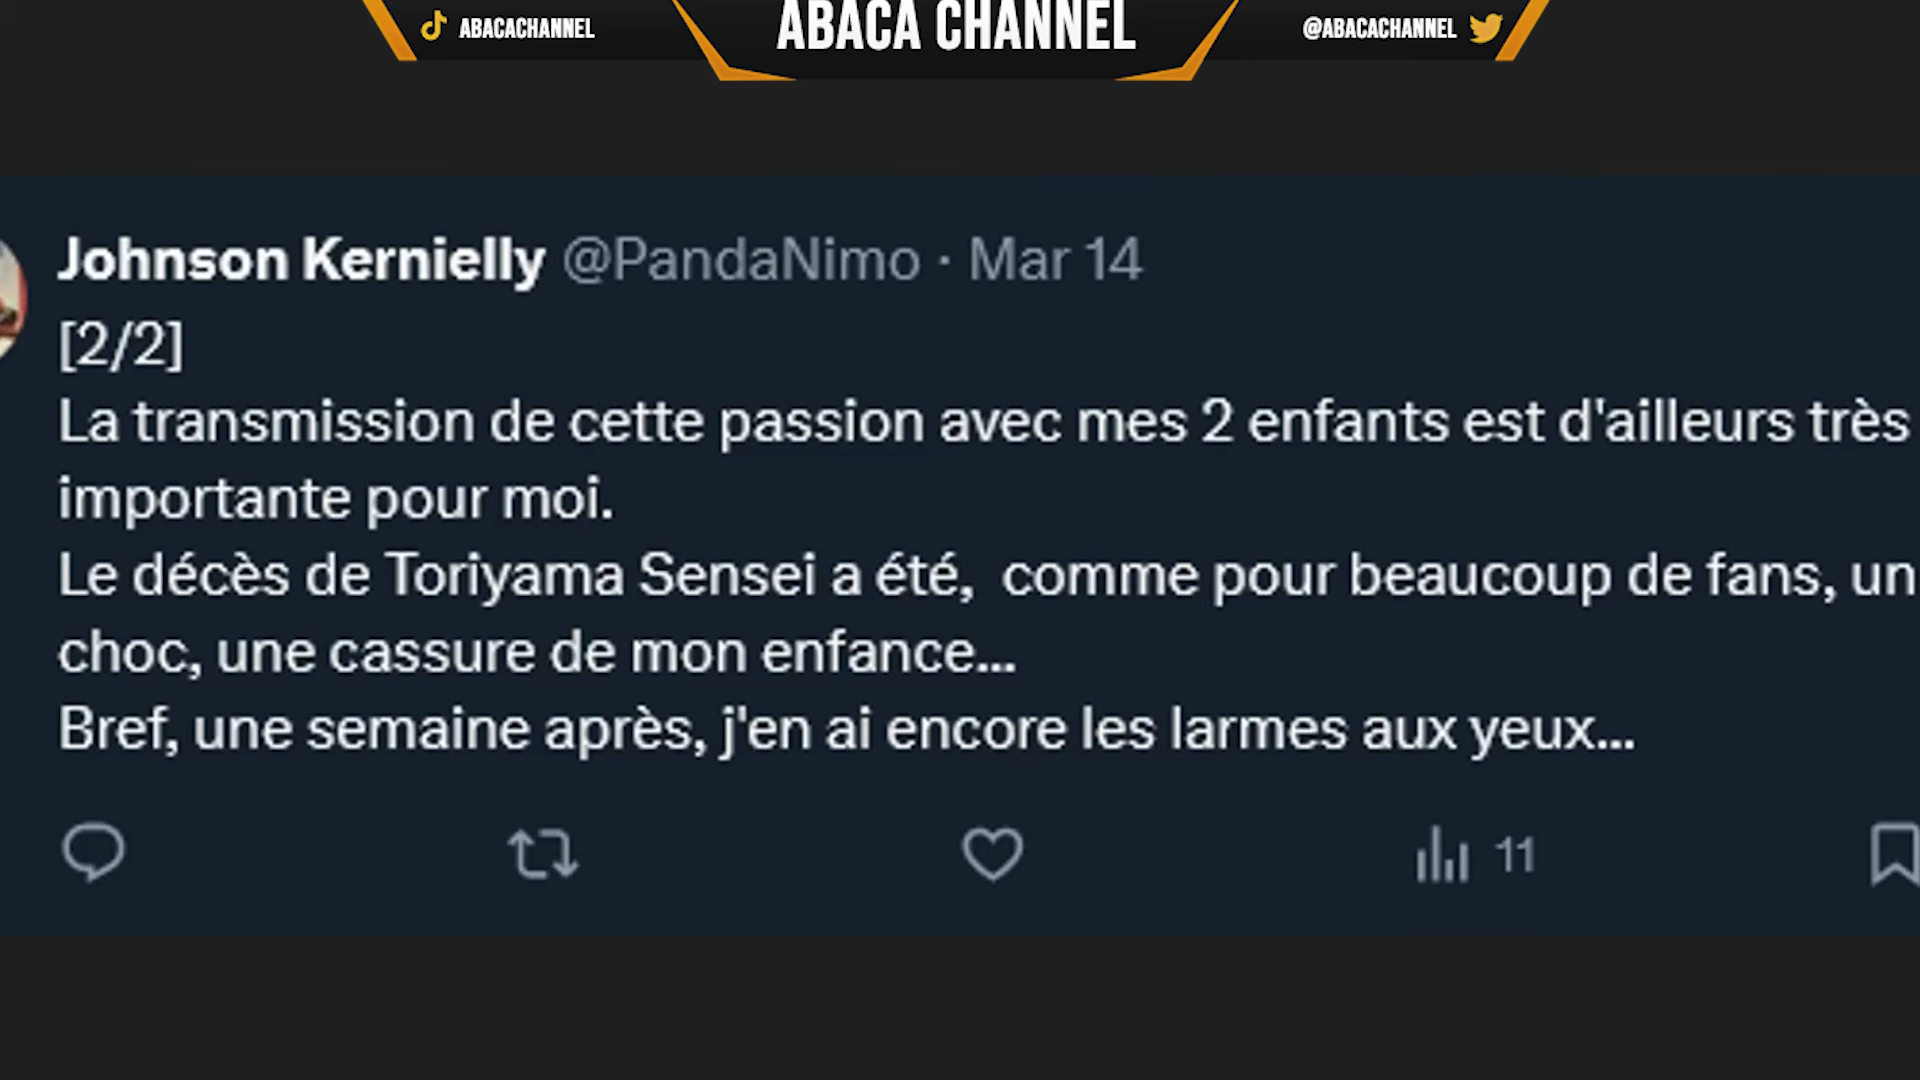 ABACACHANNEL
ABACA CHANNEL
@ABACACHANNEL
Johnson Kernielly @PandaNimo · Mar 14
[2/2]
La transmission de cette passion avec mes 2 enfants est d'ailleurs très
importante pour moi.
Le décès de Toriyama Sensei a été,  comme pour beaucoup de fans, un
choc, une cassure de mon enfance...
Bref, une semaine après, j'en ai encore les larmes aux yeux...
11